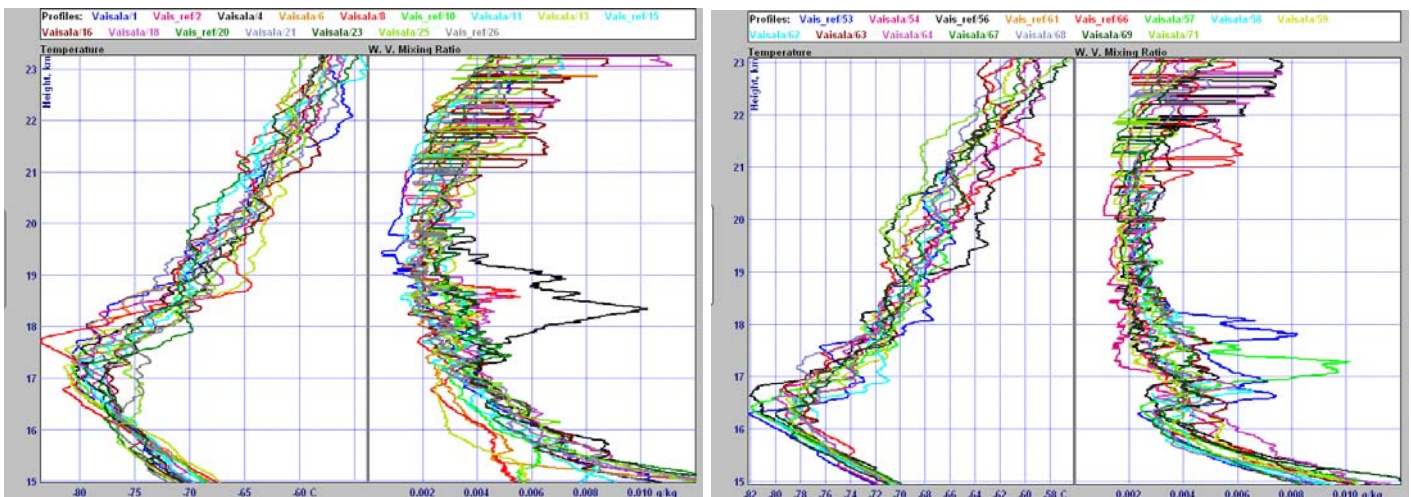 Profiles: Vaisala/1 Vais_ref/2 Vaisala/4 Vaisala/6 Vaisala/8 Vais_ref/10 Vaisala/11 Vaisala/13 Vais_ref/15
Vaisala/16 Vaisala/18 Vais_ref/20 Vaisala/21 Vaisala/23 Vaisala/25 Vais_ref/26
Temperature W. V. Mixing Ratio
Height, km
23
22
21
20
19
18
17
16
15
-80 -70 -65 -60 C 0.002 0.004 0.006 0.008 0.010 g/kg
Profiles: Vais_ref/53 Vaisala/54 Vais_ref/56 Vais_ref/61 Vais_ref/66 Vaisala/57 Vaisala/58 Vaisala/59
Vaisala/62 Vaisala/63 Vaisala/64 Vaisala/67 Vaisala/68 Vaisala/69 Vaisala/71
Temperature W. V. Mixing Ratio
Height, km
23
22
21
20
19
18
17
16
15
-82 -78 -76 -74 -72 -70 -68 -66 -64 -62 -60 -58 C 0.002 0.004 0.006 0.008 0.010 g/kg